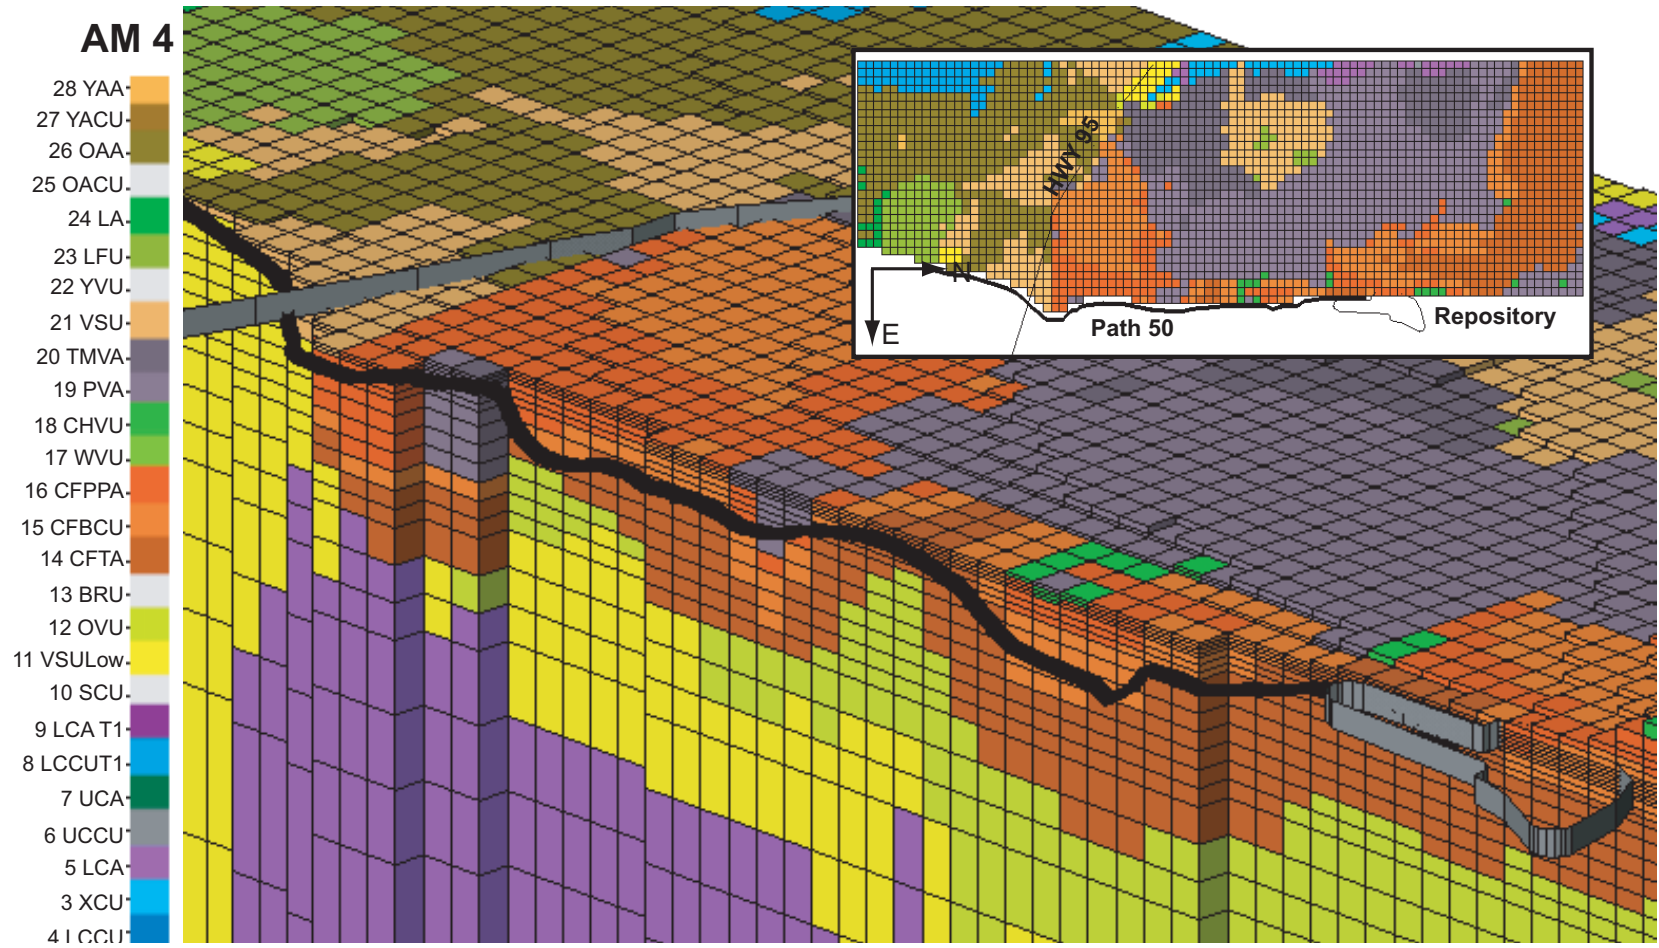 AM 4
28 YAA
27 YACU
26 OAA
25 OACU
24 LA
23 LFU
22 YVU
21 VSU
20 TMVA
19 PVA
18 CHVU
17 WVU
16 CFPPA
15 CFBCU
14 CFTA
13 BRU
12 OVU
11 VSULow
10 SCU
9 LCA T1
8 LCCUT1
7 UCA
6 UCCU
5 LCA
3 XCU
4 LCCU
HWY 95
N
E
Path 50
Repository